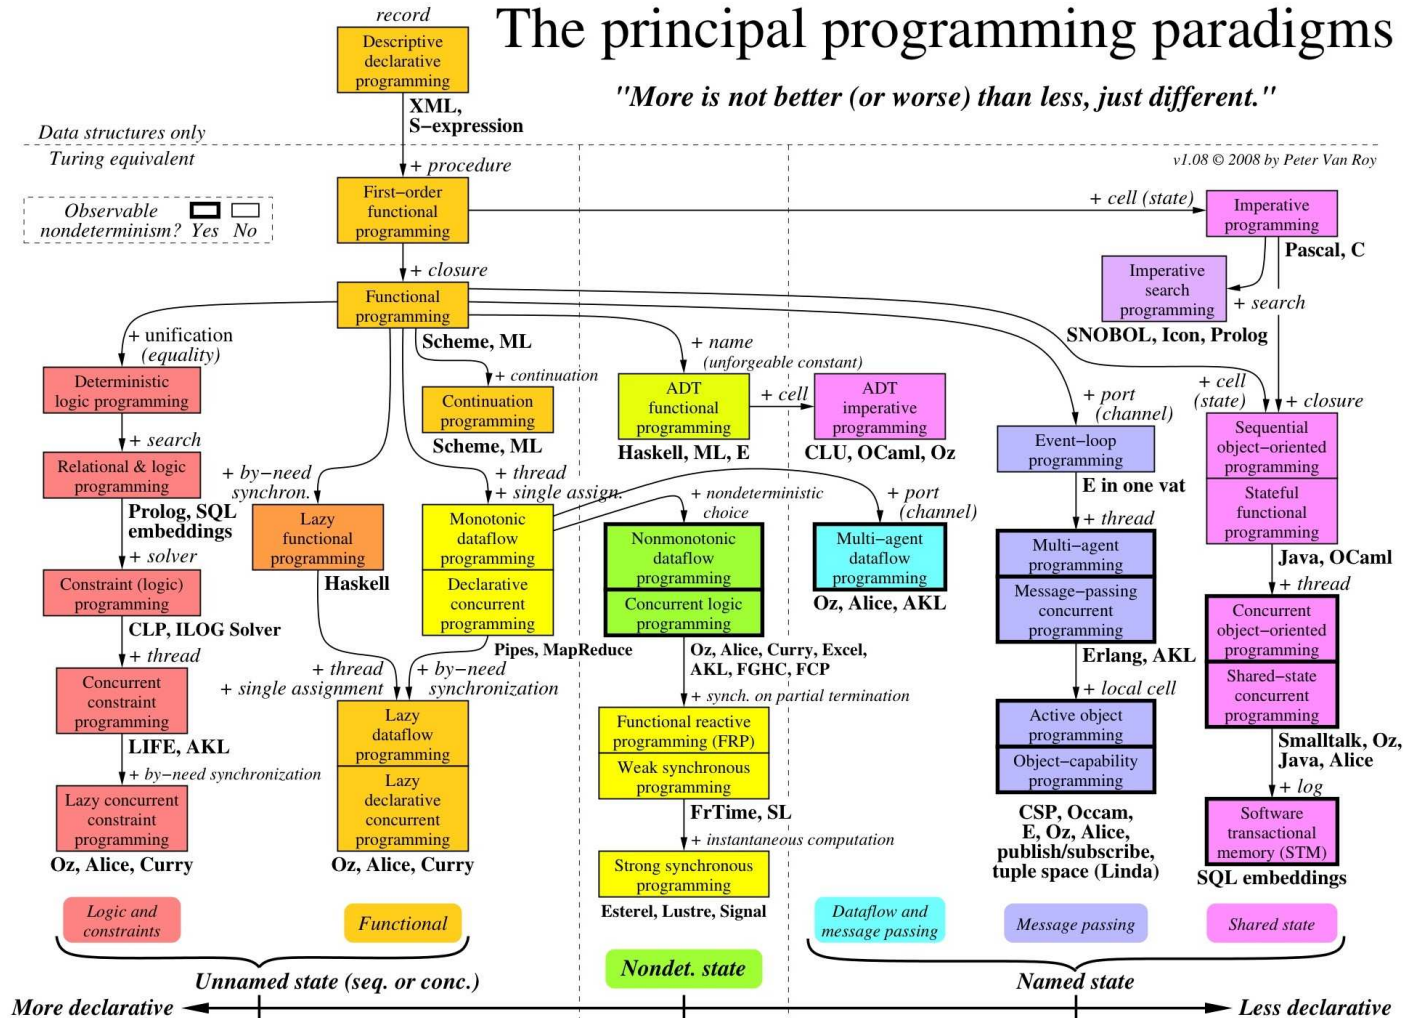 record
The principal programming paradigms
Descriptive
declarative
programming
"More is not better (or worse) than less, just different."
XML,
S−expression
Data structures only
Turing equivalent
v1.08 © 2008 by Peter Van Roy
+ procedure
Observable
nondeterminism? Yes No
First−order
functional
programming
+ cell (state)
Imperative
programming
Pascal, C
+ closure
Imperative
search
programming
+ search
SNOBOL, Icon, Prolog
Functional
programming
Scheme, ML
+ unification
(equality)
+ continuation
+ name
(unforgeable constant)
Deterministic
logic programming
Continuation
programming
Scheme, ML
ADT
functional
programming
+ cell
ADT
imperative
programming
Haskell, ML, E
CLU, OCaml, Oz
+ port
(channel)
+ cell
(state)
+ closure
+ search
Relational & logic
programming
Prolog, SQL
embeddings
+ by−need
synchron.
+ thread
+ single assign.
Event−loop
programming
E in one vat
Sequential
object−oriented
programming
Stateful
functional
programming
Java, OCaml
+ nondeterministic
choice
+ port
(channel)
+ thread
Lazy
functional
programming
Haskell
Monotonic
dataflow
programming
Declarative
concurrent
programming
Pipes, MapReduce
Nonmonotonic
dataflow
programming
Concurrent logic
programming
Oz, Alice, Curry, Excel,
AKL, FGHC, FCP
Multi−agent
dataflow
programming
Oz, Alice, AKL
Multi−agent
programming
Message−passing
concurrent
programming
Erlang, AKL
+ thread
Concurrent
object−oriented
programming
Shared−state
concurrent
programming
Smalltalk, Oz,
Java, Alice
+ solver
Constraint (logic)
programming
CLP, ILOG Solver
+ thread
Concurrent
constraint
programming
LIFE, AKL
+ by−need synchronization
Lazy concurrent
constraint
programming
Oz, Alice, Curry
+ thread
+ single assignment
+ by−need
synchronization
Lazy
dataflow
programming
Lazy
declarative
concurrent
programming
Oz, Alice, Curry
+ synch. on partial termination
Functional reactive
programming (FRP)
Weak synchronous
programming
FrTime, SL
+ instantaneous computation
Strong synchronous
programming
Esterel, Lustre, Signal
+ local cell
Active object
programming
Object−capability
programming
CSP, Occam,
E, Oz, Alice,
publish/subscribe,
tuple space (Linda)
+ log
Software
transactional
memory (STM)
SQL embeddings
Logic and
constraints
Functional
Dataflow and
message passing
Message passing
Shared state
Unnamed state (seq. or conc.)
Nondet. state
Named state
More declarative
Less declarative